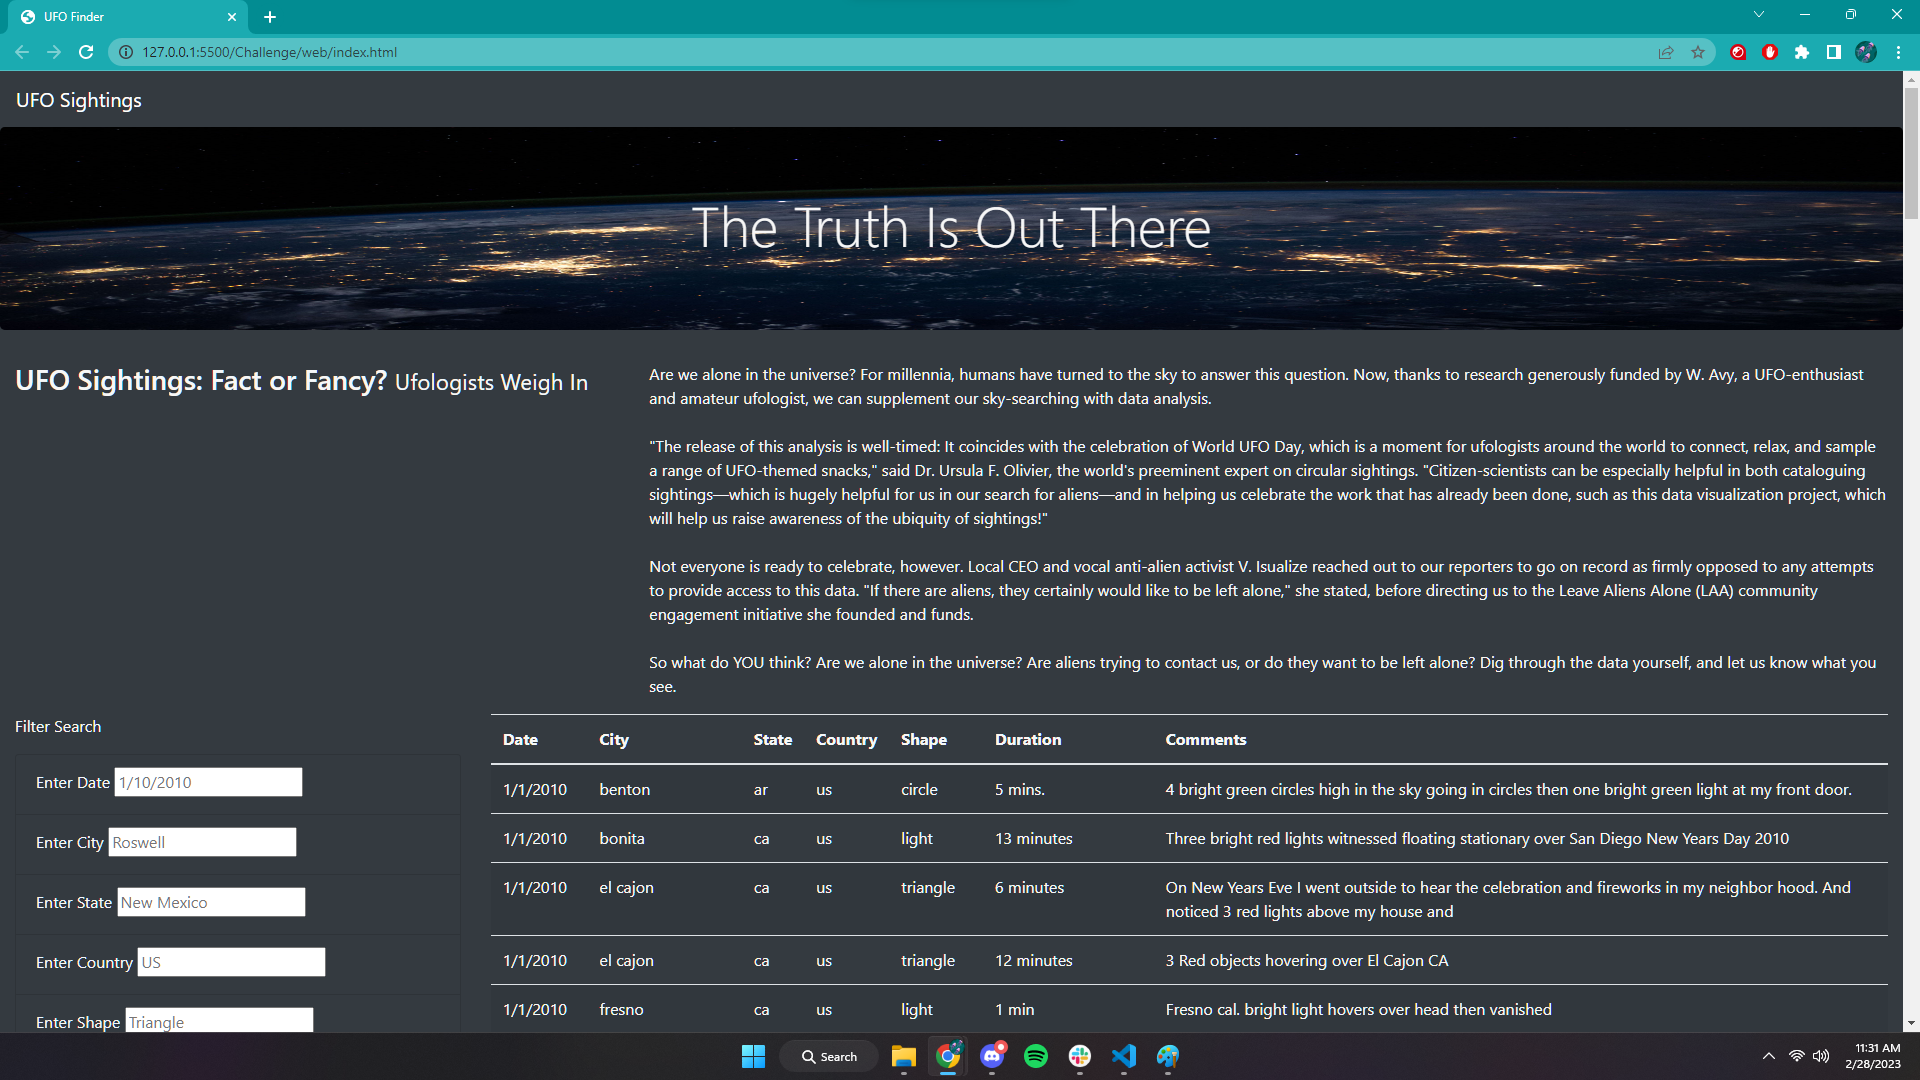 UFO Finder
127.0.0.1:5500/Challenge/web/index.html
UFO Sightings
The Truth Is Out There
UFO Sightings: Fact or Fancy? Ufologists Weigh In
Are we alone in the universe? For millennia, humans have turned to the sky to answer this question. Now, thanks to research generously funded by W. Avy, a UFO-enthusiast
and amateur ufologist, we can supplement our sky-searching with data analysis.
"The release of this analysis is well-timed: It coincides with the celebration of World UFO Day, which is a moment for ufologists around the world to connect, relax, and sample
a range of UFO-themed snacks," said Dr. Ursula F. Olivier, the world's preeminent expert on circular sightings. "Citizen-scientists can be especially helpful in both cataloguing
sightings—which is hugely helpful for us in our search for aliens—and in helping us celebrate the work that has already been done, such as this data visualization project, which
will help us raise awareness of the ubiquity of sightings!"
Not everyone is ready to celebrate, however. Local CEO and vocal anti-alien activist V. Isualize reached out to our reporters to go on record as firmly opposed to any attempts
to provide access to this data. "If there are aliens, they certainly would like to be left alone," she stated, before directing us to the Leave Aliens Alone (LAA) community
engagement initiative she founded and funds.
So what do YOU think? Are we alone in the universe? Are aliens trying to contact us, or do they want to be left alone? Dig through the data yourself, and let us know what you
see.
Filter Search
Enter Date 1/10/2010
Enter City Roswell
Enter State New Mexico
Enter Country US
Enter Shape Triangle
Date City State Country Shape Duration Comments
1/1/2010 benton ar us circle 5 mins. 4 bright green circles high in the sky going in circles then one bright green light at my front door.
1/1/2010 bonita ca us light 13 minutes Three bright red lights witnessed floating stationary over San Diego New Years Day 2010
1/1/2010 el cajon ca us triangle 6 minutes On New Years Eve I went outside to hear the celebration and fireworks in my neighbor hood. And
noticed 3 red lights above my house and
1/1/2010 el cajon ca us triangle 12 minutes 3 Red objects hovering over El Cajon CA
1/1/2010 fresno ca us light 1 min Fresno cal. bright light hovers over head then vanished
Search
11:31 AM
2/28/2023